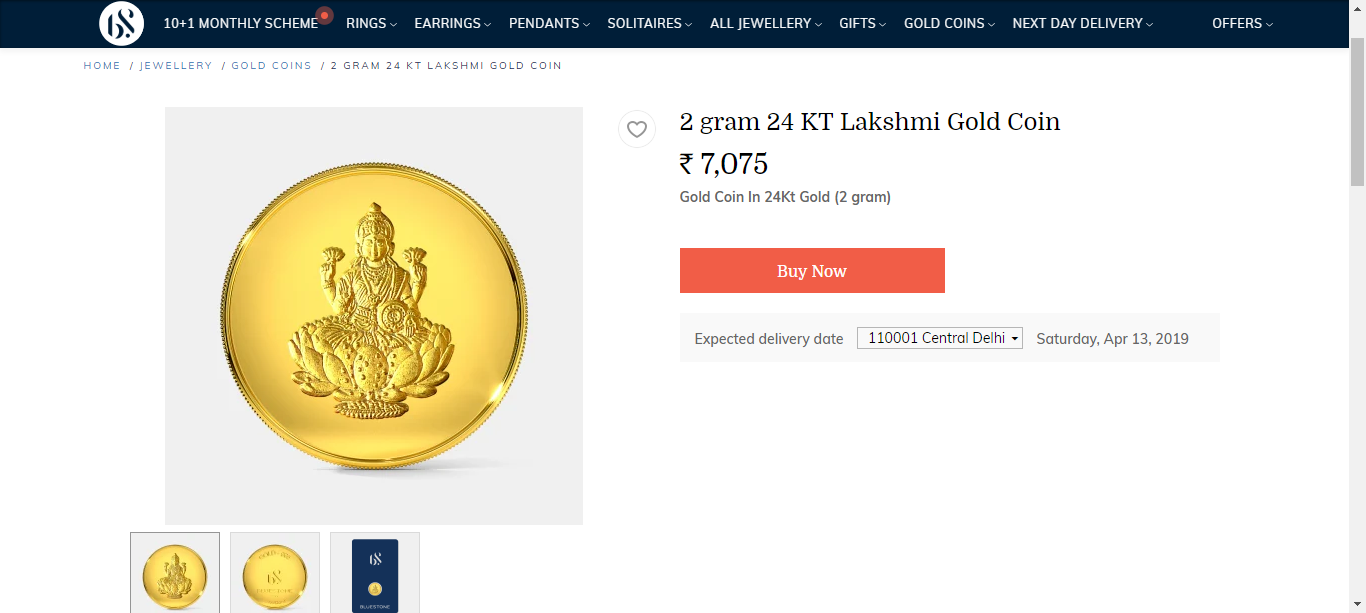 10+1 MONTHLY SCHEME RINGS EARRINGS PENDANTS SOLITAIRES ALL JEWELLERY GIFTS GOLD COINS NEXT DAY DELIVERY OFFERS
HOME / JEWELLERY / GOLD COINS / 2 GRAM 24 KT LAKSHMI GOLD COIN
2 gram 24 KT Lakshmi Gold Coin
₹ 7,075
Gold Coin In 24Kt Gold (2 gram)
Buy Now
Expected delivery date 110001 Central Delhi Saturday, Apr 13, 2019
BLUESTONE